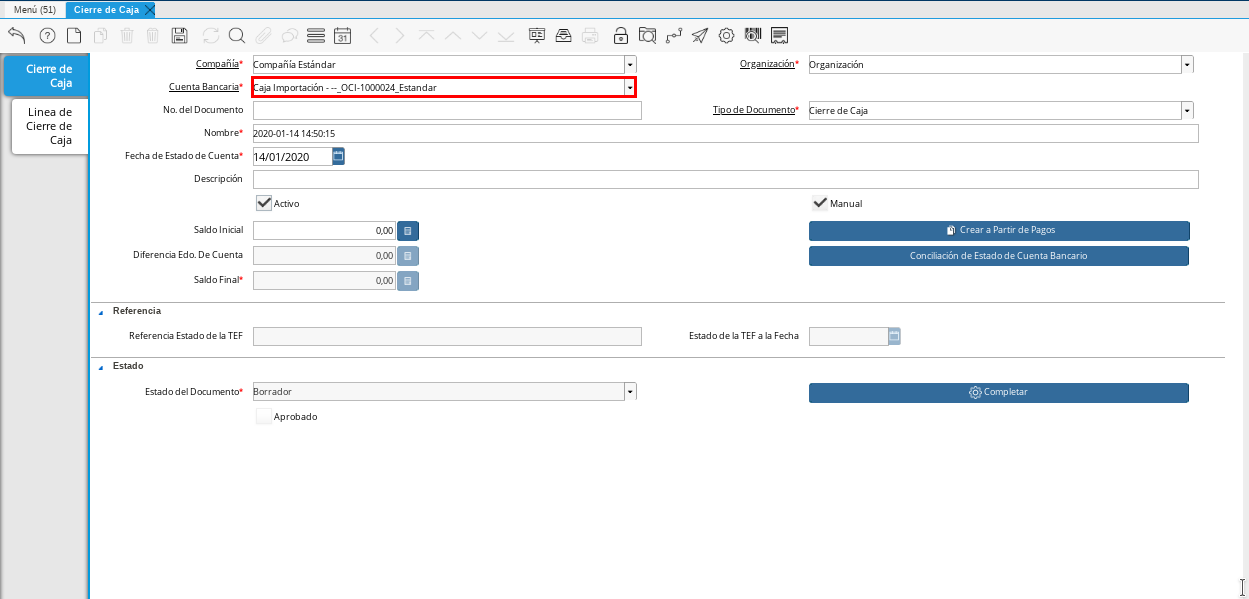 Menú (51) Cierre de Caja
31
Cierre de Caja
Linea de Cierre de Caja
Compañía* Compañía Estándar Organización* Organización
Cuenta Bancaria* Caja Importación - --_OCI-1000024_Estandar
No. del Documento Tipo de Documento* Cierre de Caja
Nombre* 2020-01-14 14:50:15
Fecha de Estado de Cuenta* 14/01/2020
Descripción
Activo Manual
Saldo Inicial 0,00 Crear a Partir de Pagos
Diferencia Edo. De Cuenta 0,00 Conciliación de Estado de Cuenta Bancario
Saldo Final* 0,00
Referencia
Referencia Estado de la TEF Estado de la TEF a la Fecha
Estado
Estado del Documento* Borrador Completar
Aprobado